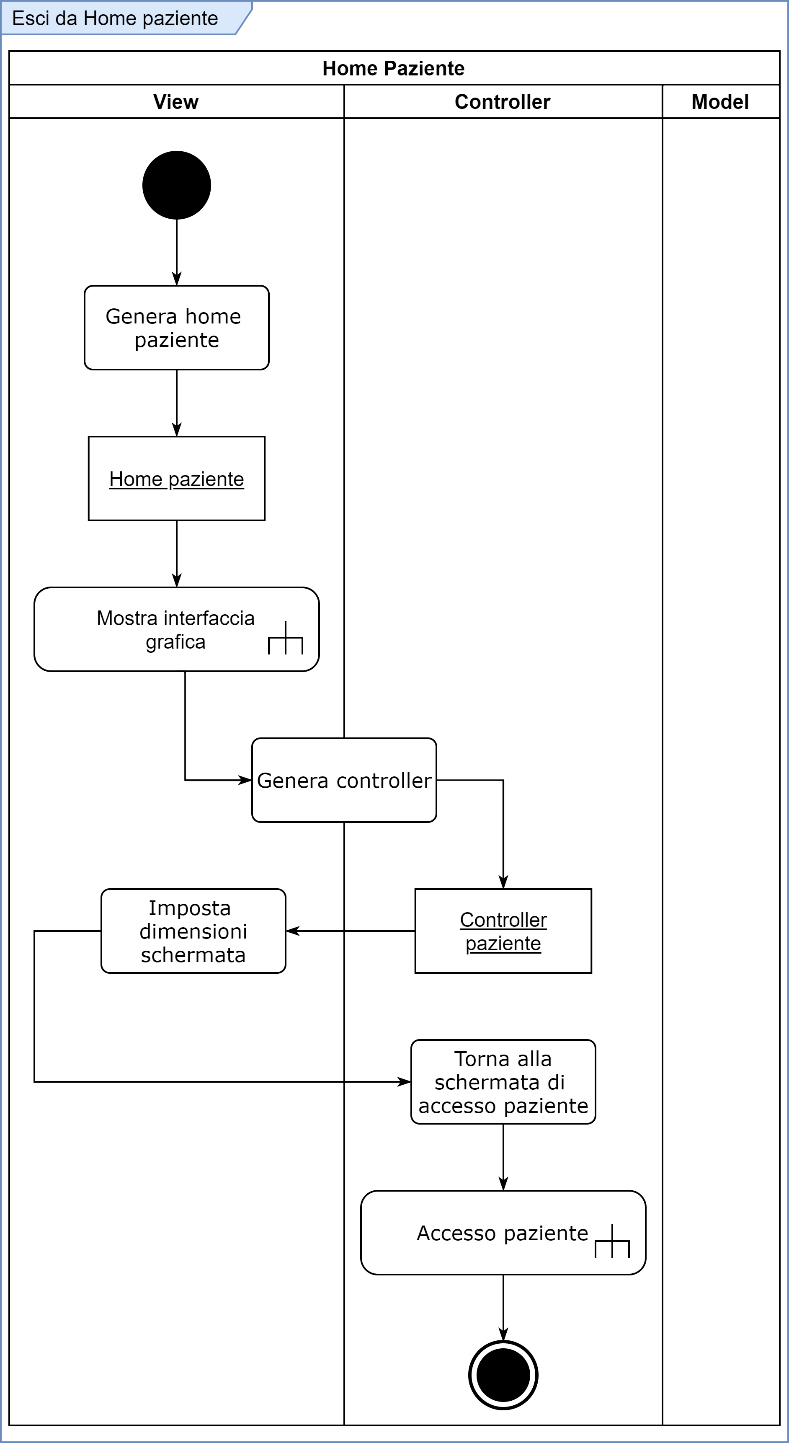 Esci da Home paziente
Home Paziente
View
Controller
Model
Genera home
paziente
Home paziente
Mostra interfaccia
grafica
Genera controller
Imposta
dimensioni
schermata
Controller
paziente
Torna alla
schermata di
accesso paziente
Accesso paziente